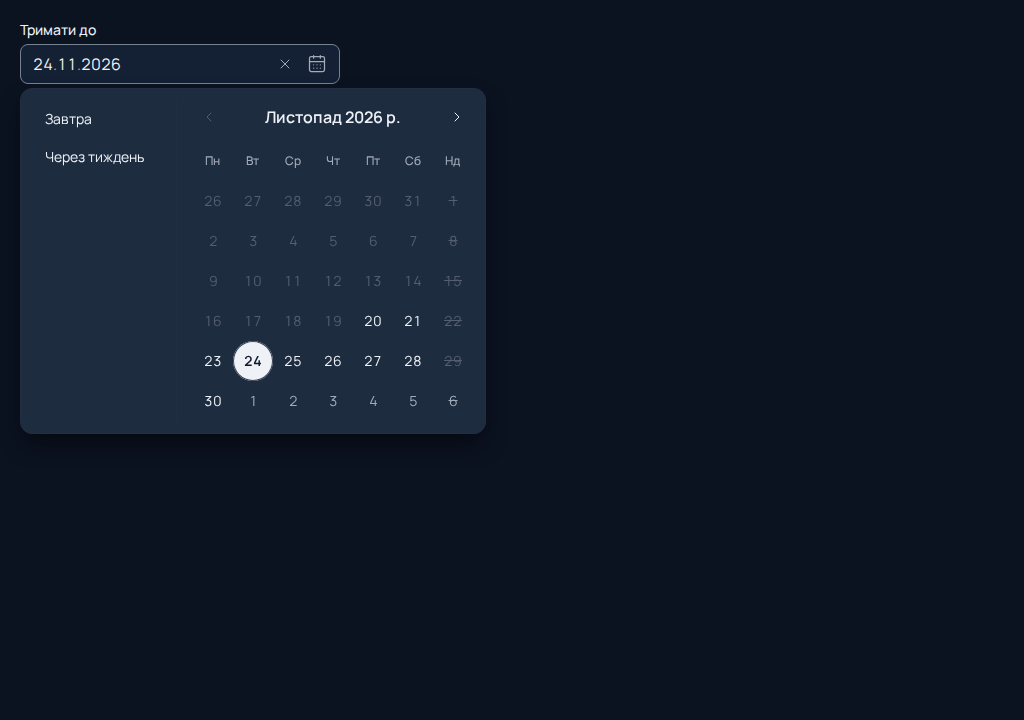 Тримати до
24.11.2026
Завтра
Через тиждень
Листопад 2026 р.
Пн Вт Ср Чт Пт Сб Нд
26 27 28 29 30 31 1
2 3 4 5 6 7 8
9 10 11 12 13 14 15
16 17 18 19 20 21 22
23 24 25 26 27 28 29
30 1 2 3 4 5 6